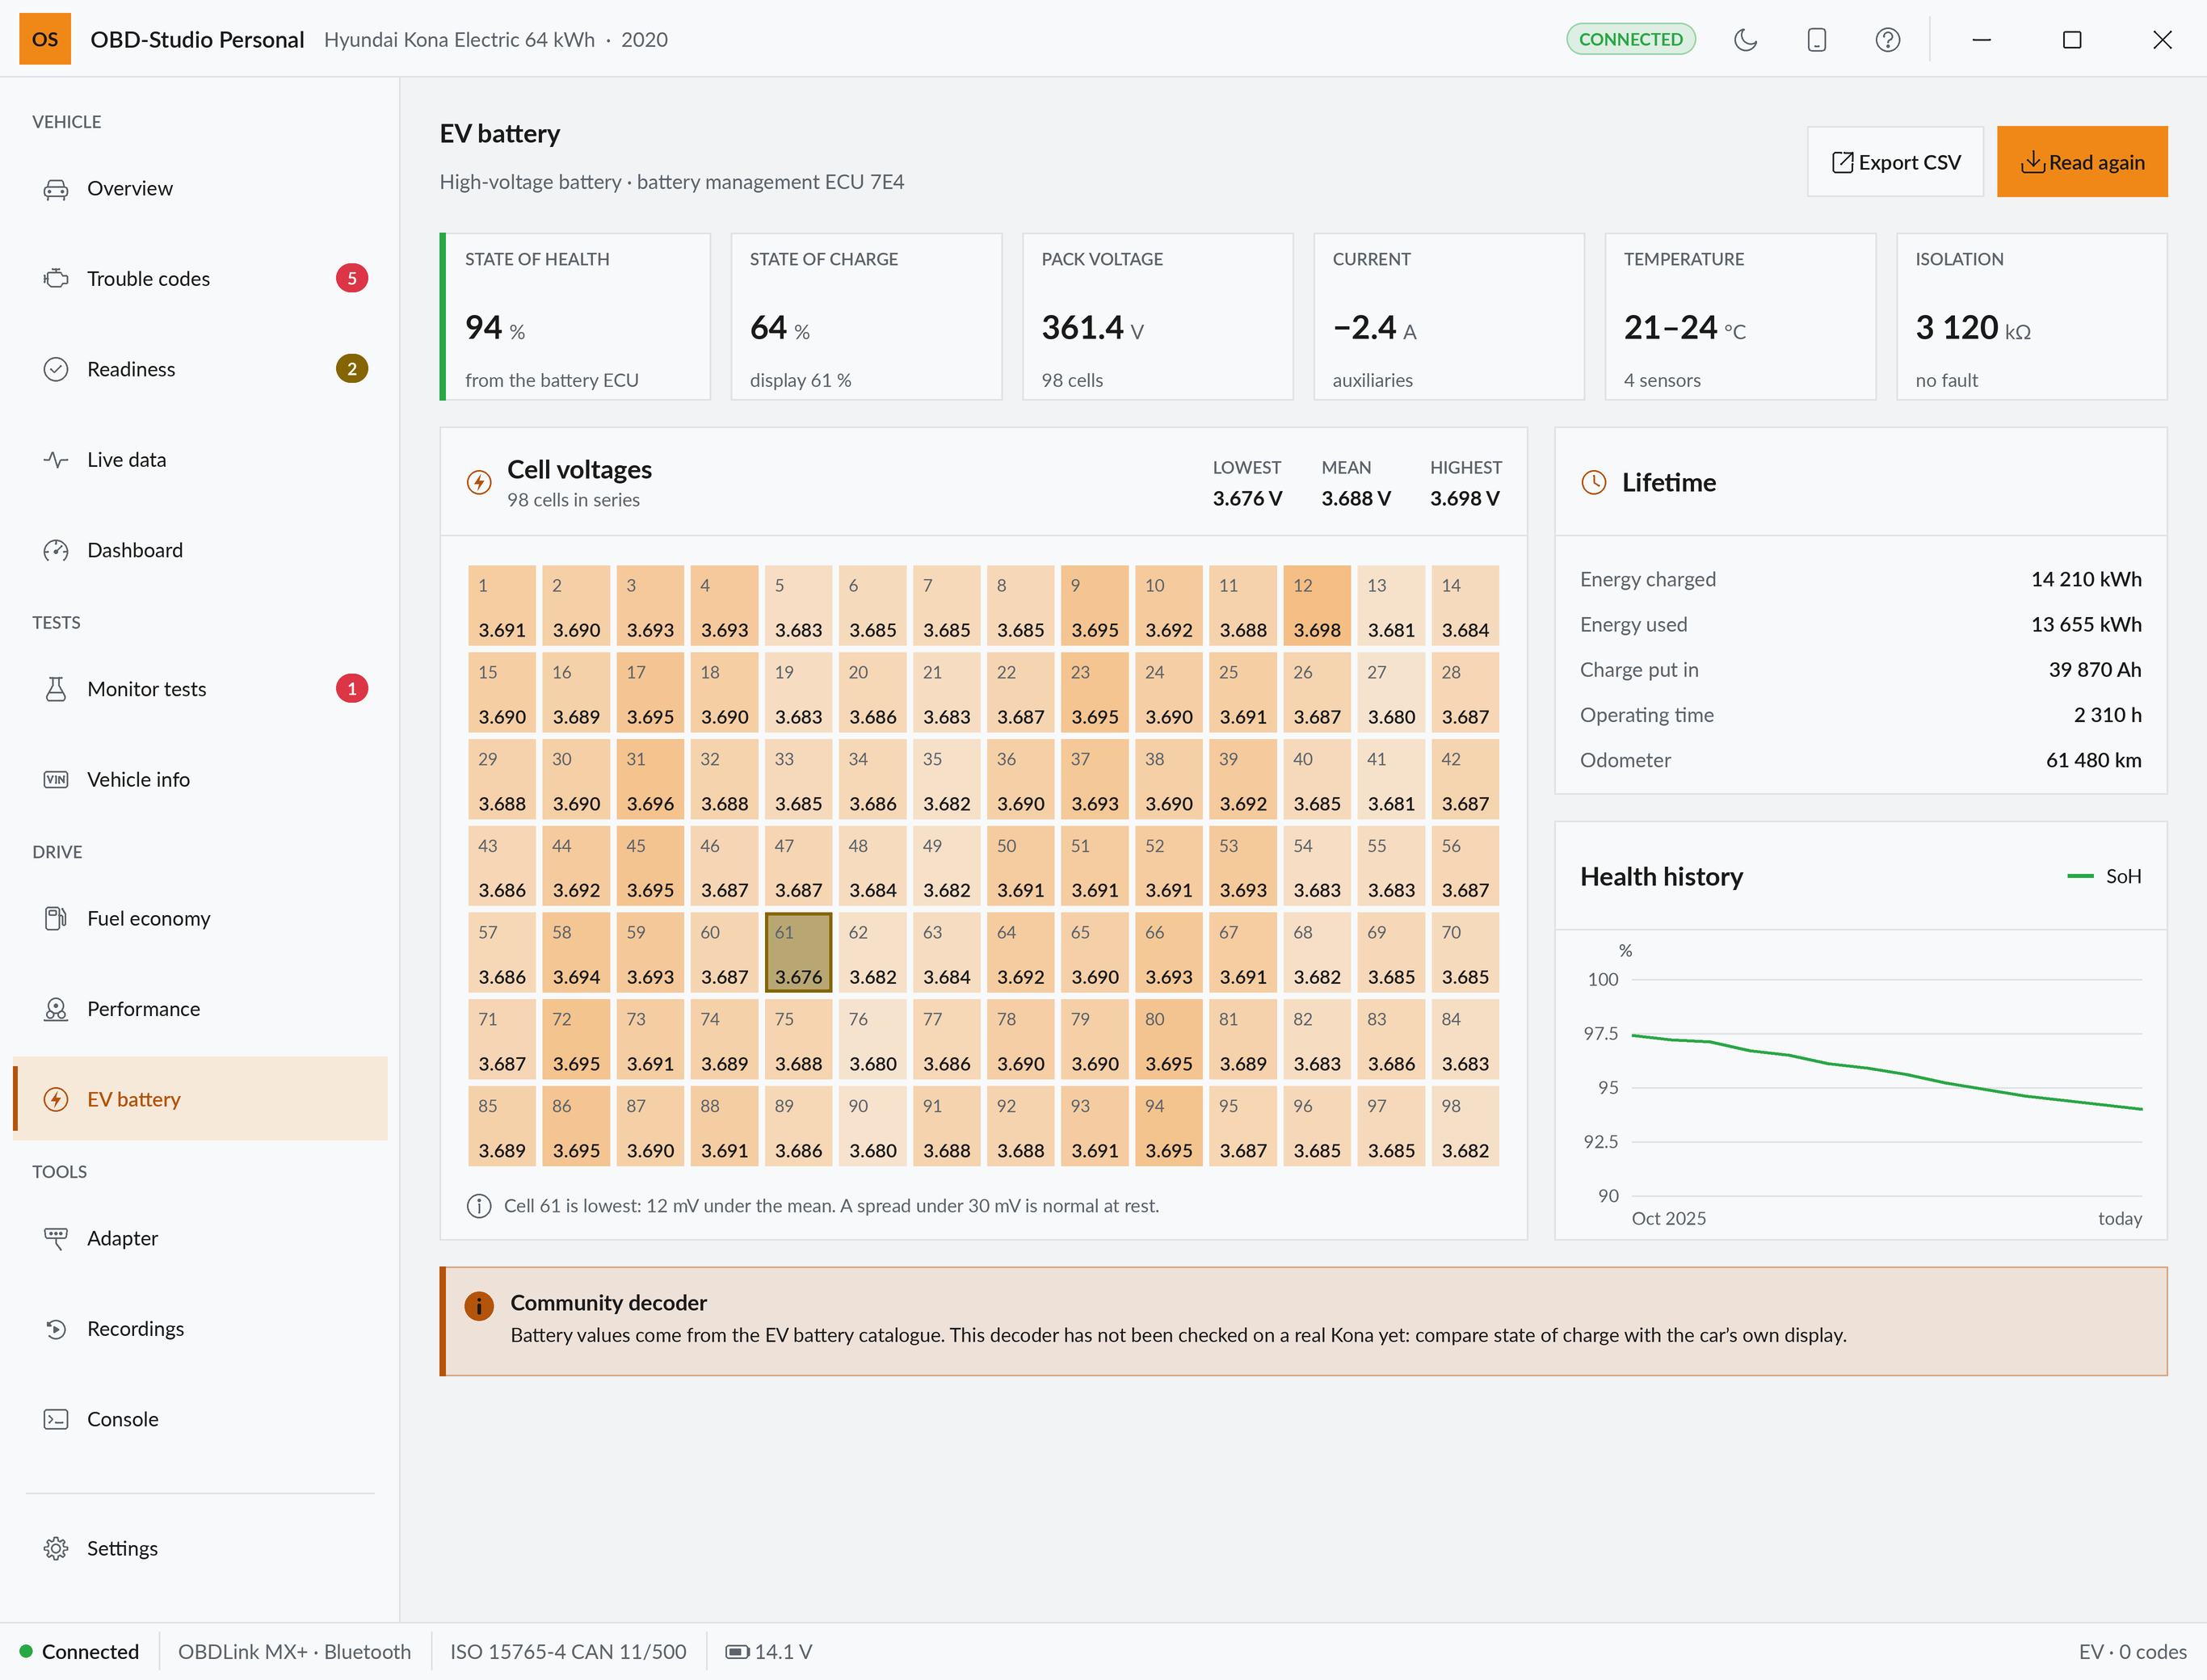 OS OBD-Studio Personal Hyundai Kona Electric 64 kWh · 2020 CONNECTED
VEHICLE
Overview
Trouble codes 5
Readiness 2
Live data
Dashboard
TESTS
Monitor tests 1
VIN Vehicle info
DRIVE
Fuel economy
Performance
EV battery
TOOLS
Adapter
Recordings
Console
Settings
EV battery
High-voltage battery · battery management ECU 7E4
Export CSV Read again
STATE OF HEALTH
94 %
from the battery ECU
STATE OF CHARGE
64 %
display 61 %
PACK VOLTAGE
361.4 V
98 cells
CURRENT
−2.4 A
auxiliaries
TEMPERATURE
21–24 °C
4 sensors
ISOLATION
3 120 kΩ
no fault
Cell voltages
98 cells in series
LOWEST MEAN HIGHEST
3.676 V 3.688 V 3.698 V
1 2 3 4 5 6 7 8 9 10 11 12 13 14
3.691 3.690 3.693 3.693 3.683 3.685 3.685 3.685 3.695 3.692 3.688 3.698 3.681 3.684
15 16 17 18 19 20 21 22 23 24 25 26 27 28
3.690 3.689 3.695 3.690 3.683 3.686 3.683 3.687 3.695 3.690 3.691 3.687 3.680 3.687
29 30 31 32 33 34 35 36 37 38 39 40 41 42
3.688 3.690 3.696 3.688 3.685 3.686 3.682 3.690 3.693 3.690 3.692 3.685 3.681 3.687
43 44 45 46 47 48 49 50 51 52 53 54 55 56
3.686 3.692 3.695 3.687 3.687 3.684 3.682 3.691 3.691 3.691 3.693 3.683 3.683 3.687
57 58 59 60 61 62 63 64 65 66 67 68 69 70
3.686 3.694 3.693 3.687 3.676 3.682 3.684 3.692 3.690 3.693 3.691 3.682 3.685 3.685
71 72 73 74 75 76 77 78 79 80 81 82 83 84
3.687 3.695 3.691 3.689 3.688 3.680 3.686 3.690 3.690 3.695 3.689 3.683 3.686 3.683
85 86 87 88 89 90 91 92 93 94 95 96 97 98
3.689 3.695 3.690 3.691 3.686 3.680 3.688 3.688 3.691 3.695 3.687 3.685 3.685 3.682
Cell 61 is lowest: 12 mV under the mean. A spread under 30 mV is normal at rest.
Lifetime
Energy charged 14 210 kWh
Energy used 13 655 kWh
Charge put in 39 870 Ah
Operating time 2 310 h
Odometer 61 480 km
Health history SoH
%
100
97.5
95
92.5
90
Oct 2025 today
Community decoder
Battery values come from the EV battery catalogue. This decoder has not been checked on a real Kona yet: compare state of charge with the car’s own display.
Connected OBDLink MX+ · Bluetooth ISO 15765-4 CAN 11/500 14.1 V EV · 0 codes